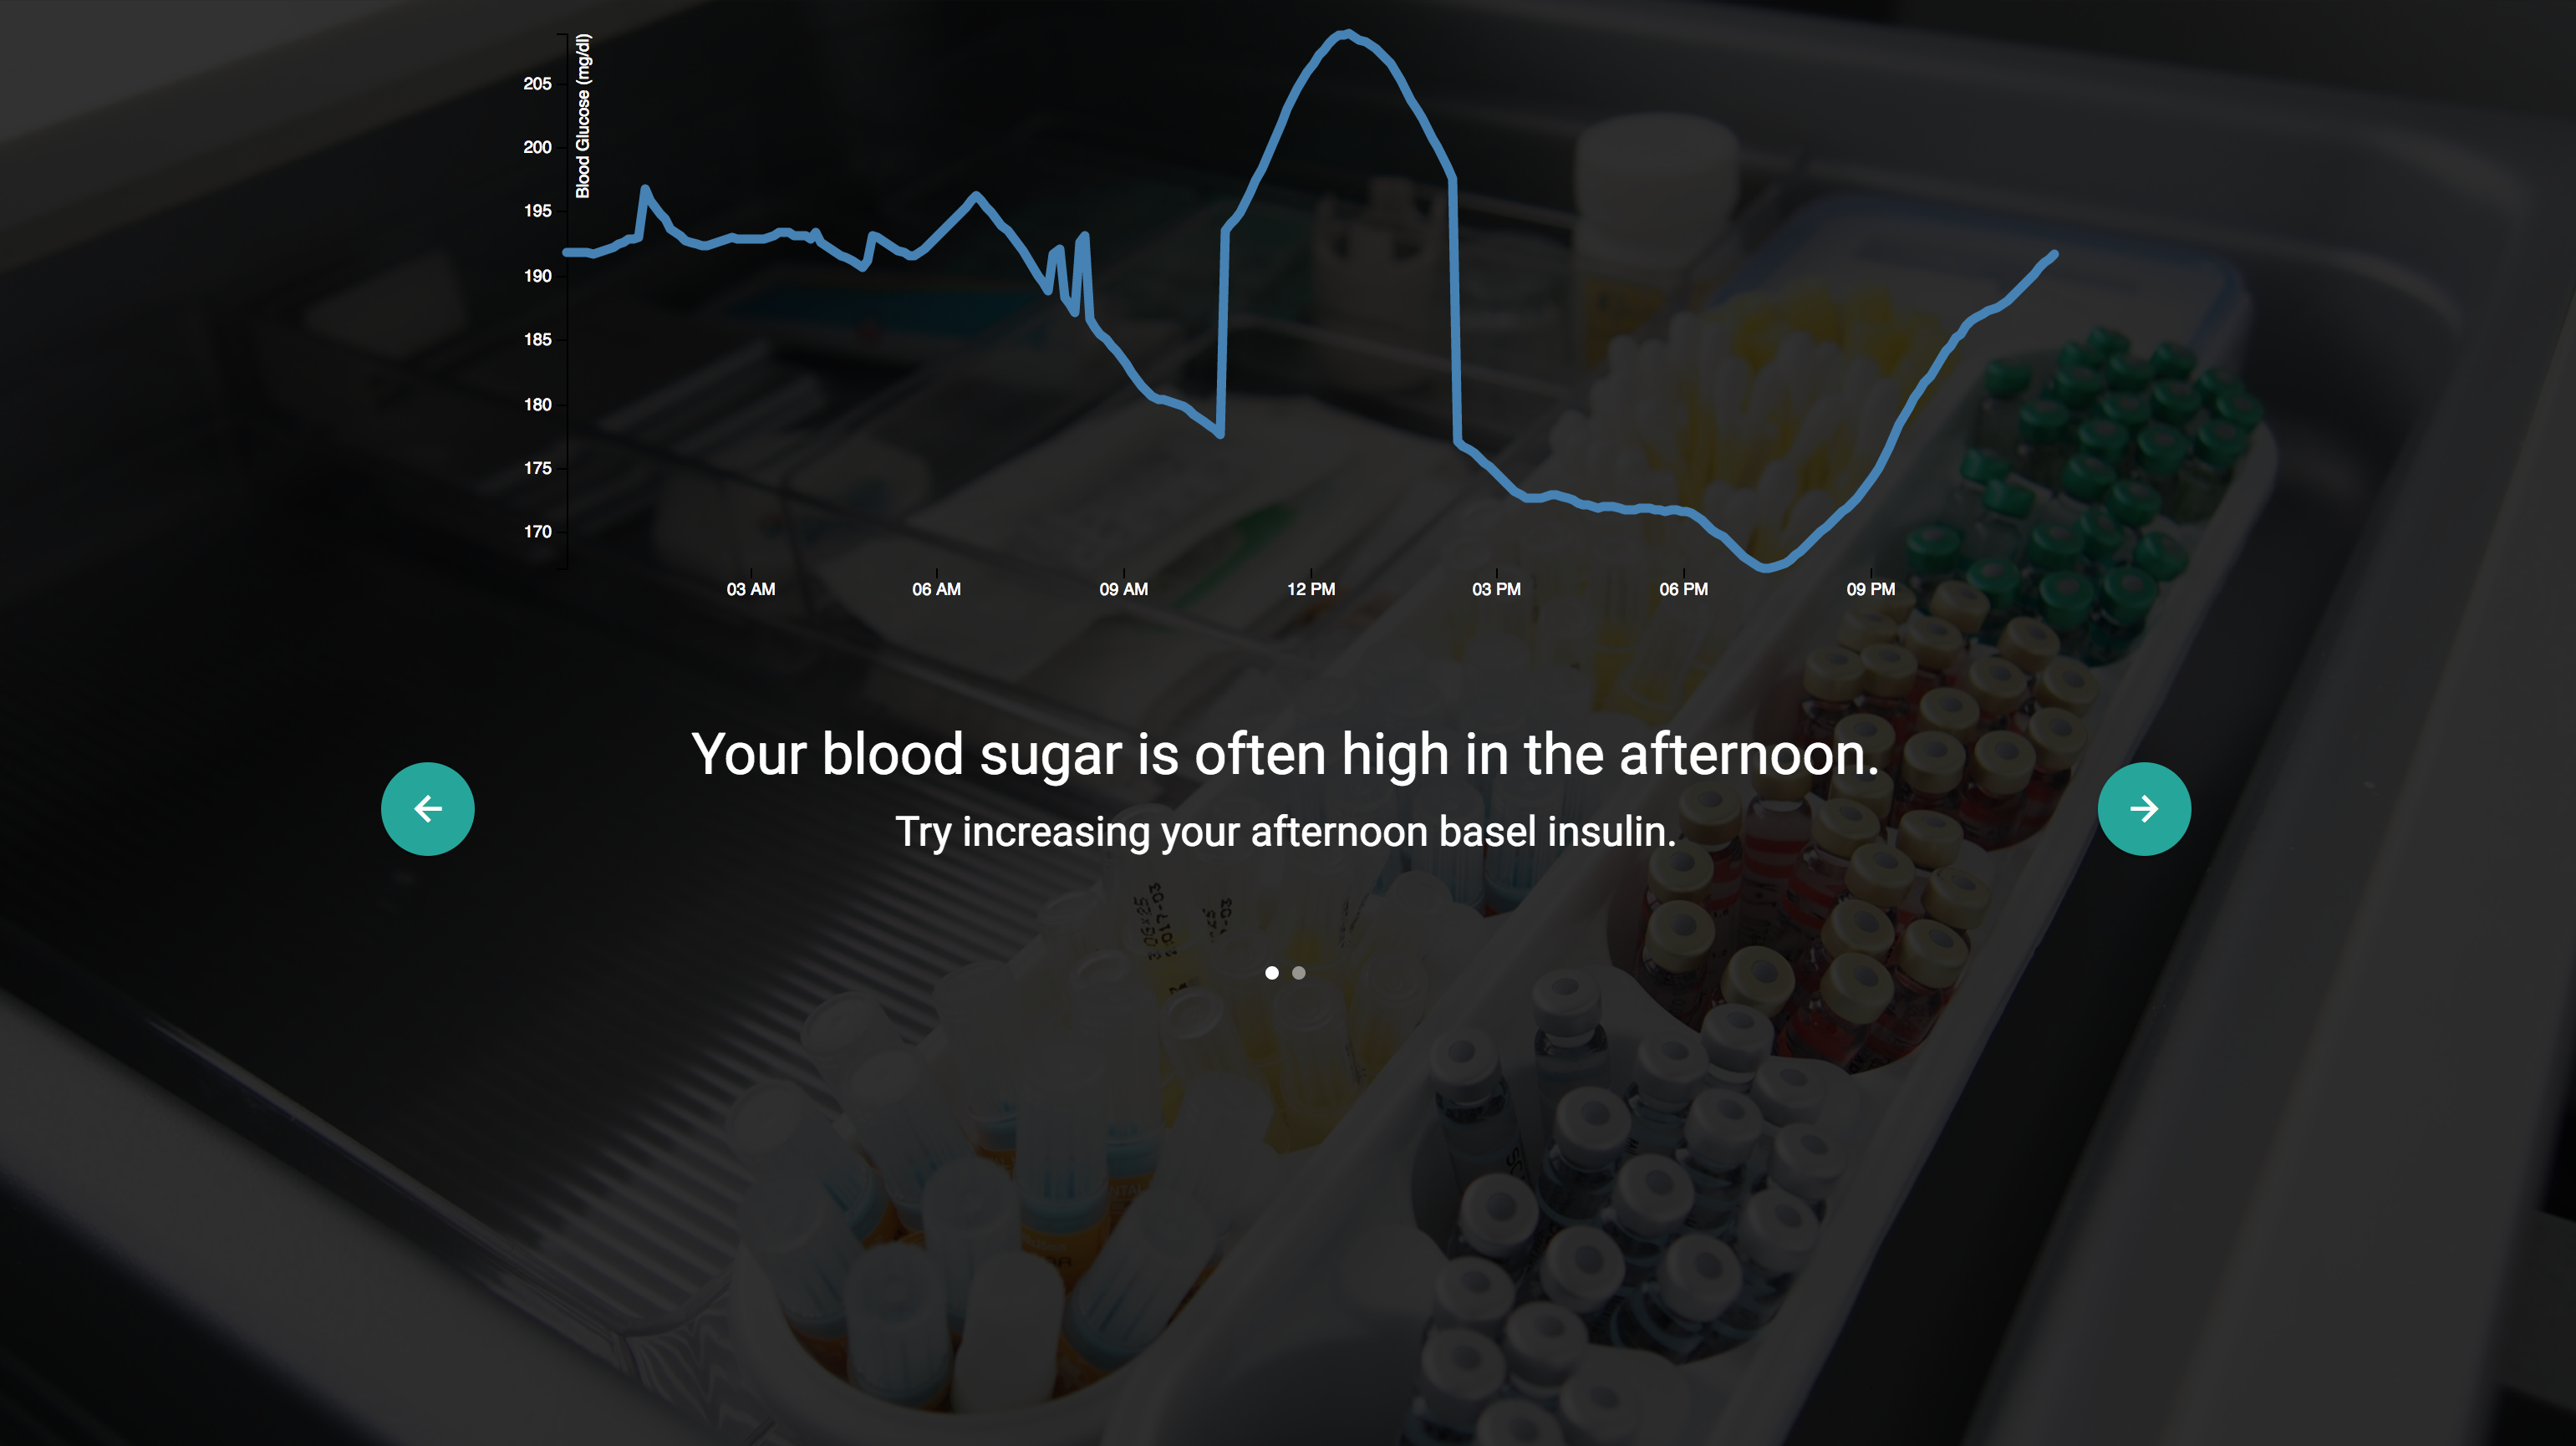 Blood Glucose (mg/dl)
205
200
195
190
185
180
175
170
03 AM 06 AM 09 AM 12 PM 03 PM 06 PM 09 PM
Your blood sugar is often high in the afternoon.
Try increasing your afternoon basel insulin.
2017-03